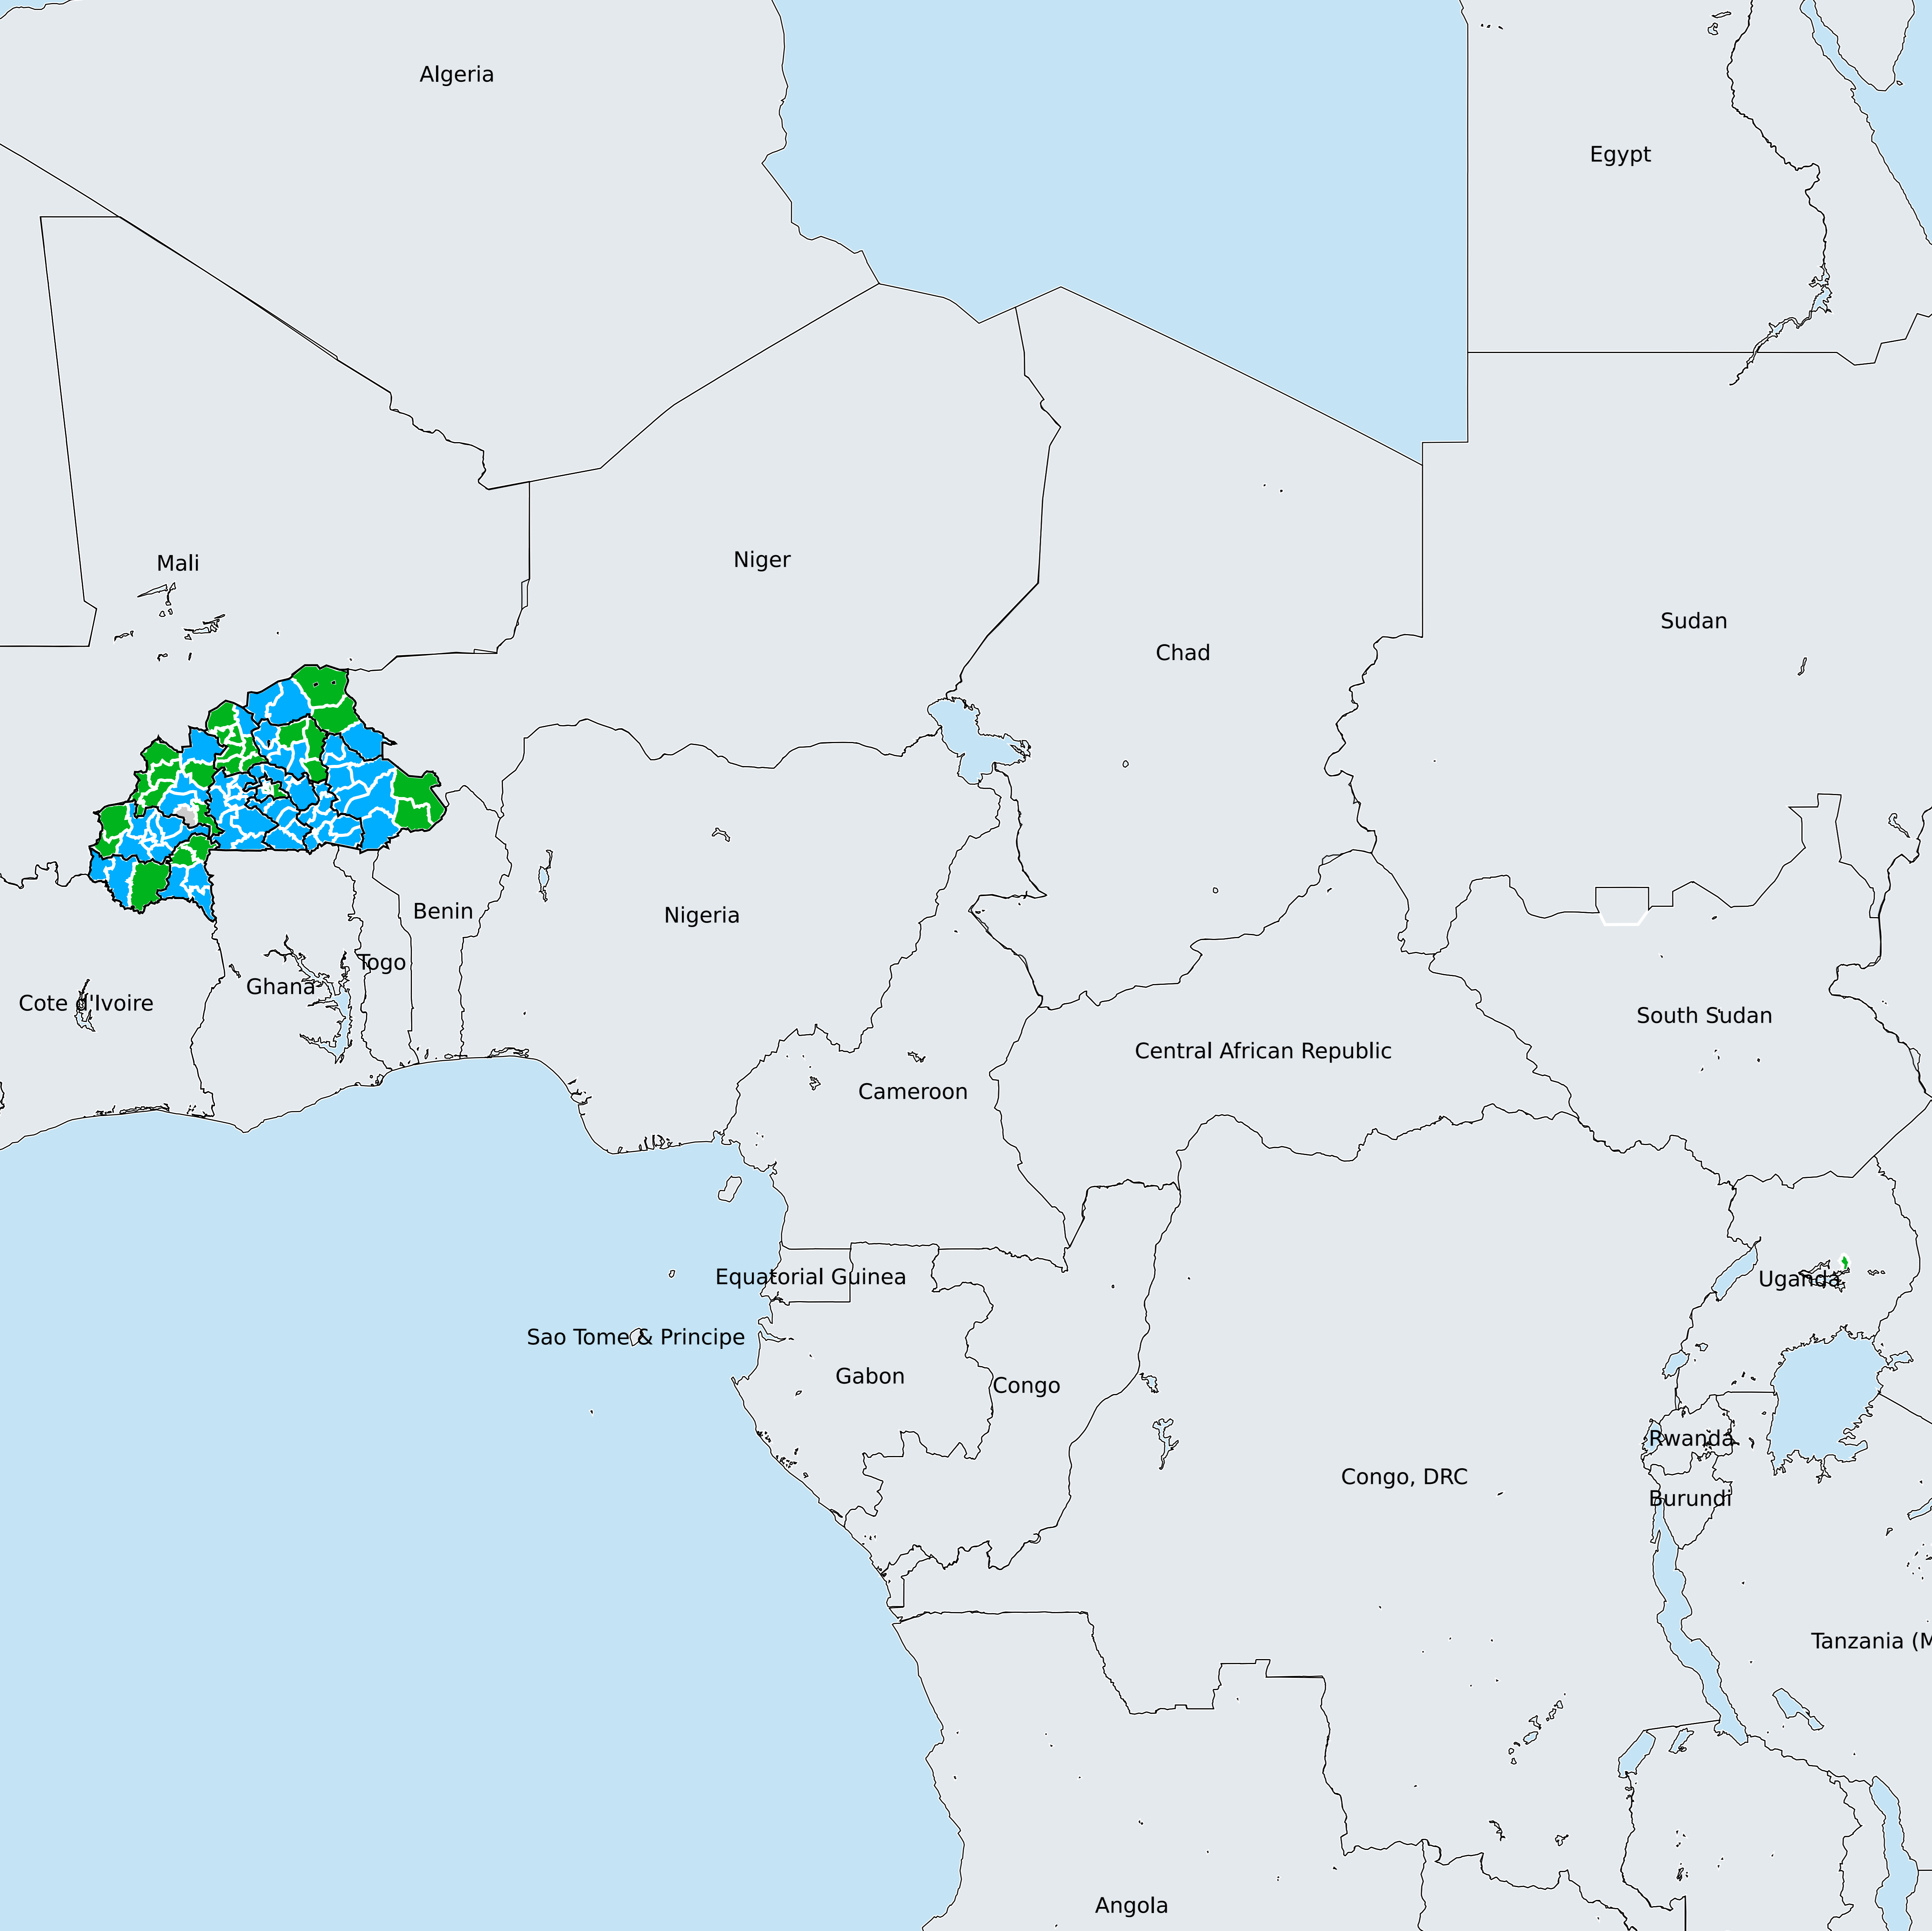 Algeria
Egypt
Mali
Niger
Sudan
Chad
Benin
Nigeria
Togo
Ghana
Cote d'Ivoire
South Sudan
Central African Republic
Cameroon
Equatorial Guinea
Uganda
Sao Tome & Principe
Gabon
Congo
Rwanda
Congo, DRC
Burundi
Tanzania (M
Angola